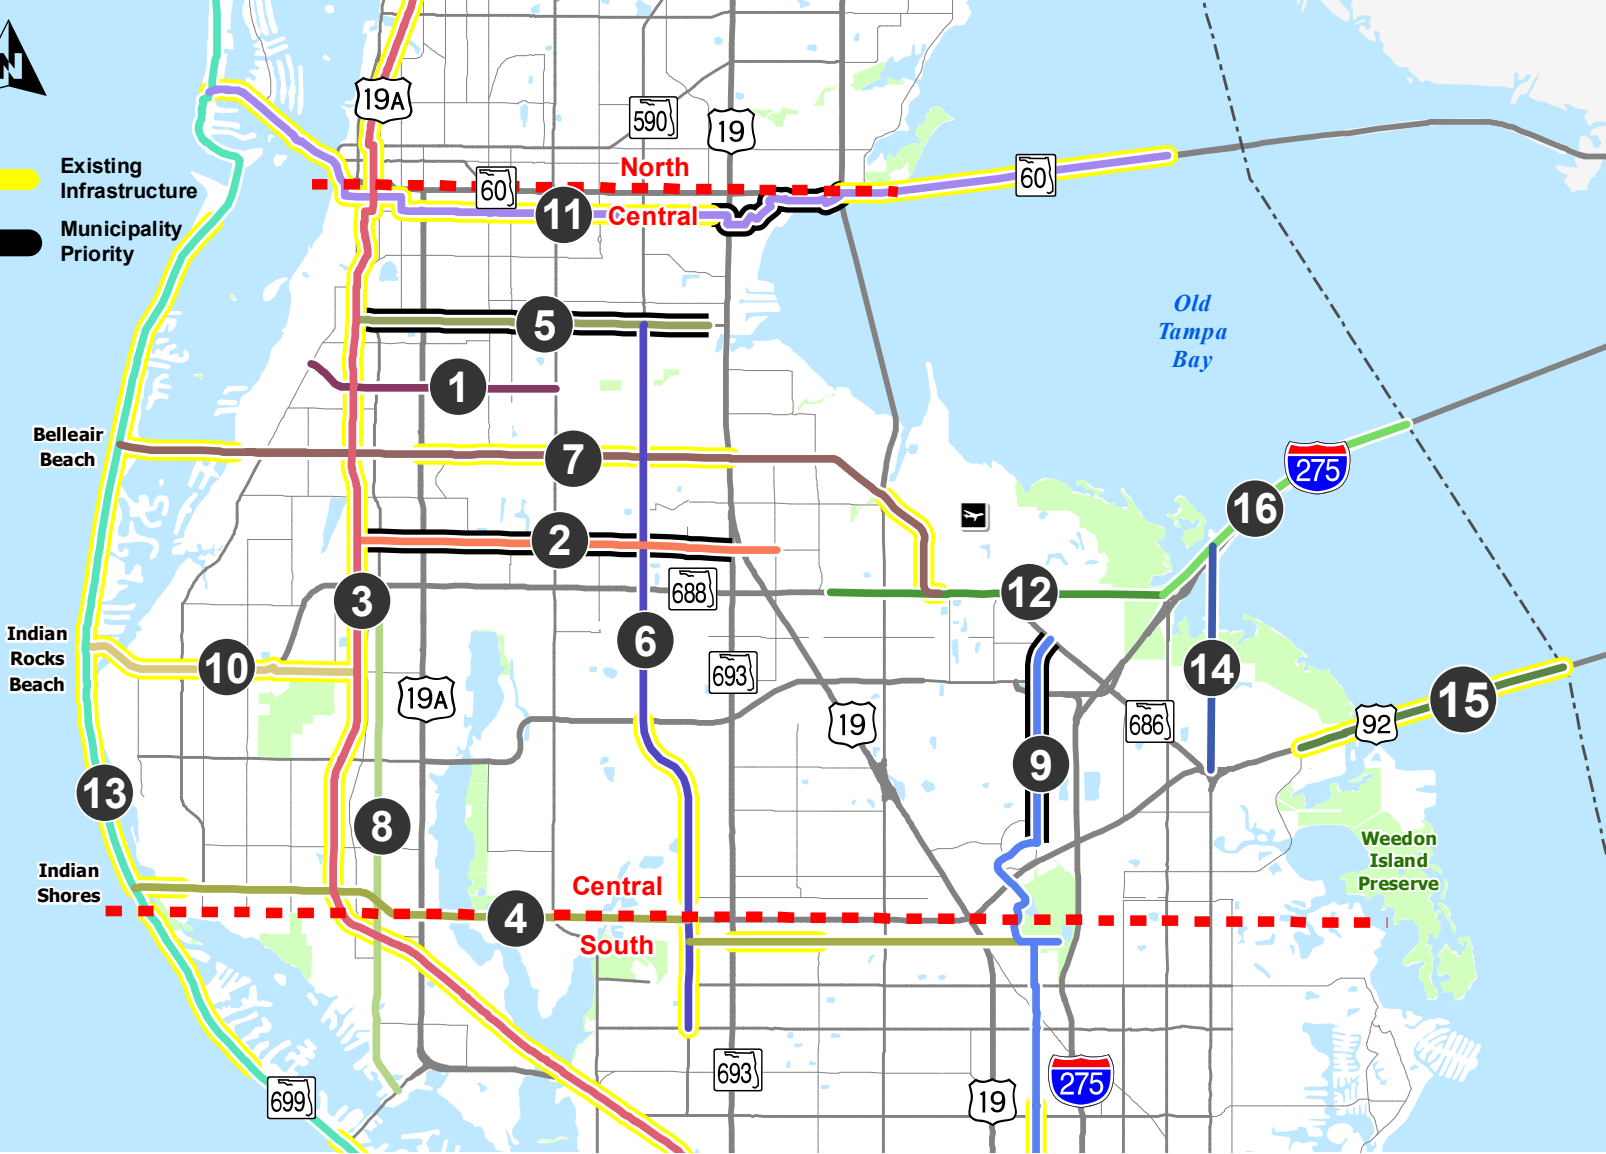 N
19A
590
19
North
60
60
Existing
Infrastructure
11
Central
Municipality
Priority
Old
Tampa
Bay
5
1
Belleair
Beach
7
275
16
2
688
12
3
Indian
Rocks
Beach
10
6
693
14
19A
19
686
92
15
9
13
8
Weedon
Island
Preserve
Indian
Shores
Central
4
South
693
275
699
19